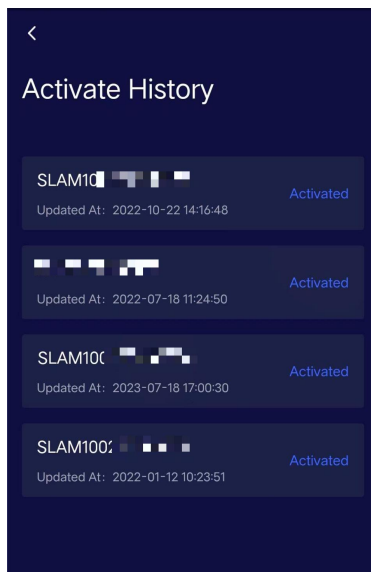 Activate History
SLAM10
Activated
Updated At: 2022-10-22 14:16:48
Activated
Updated At: 2022-07-18 11:24:50
SLAM100
Activated
Updated At: 2023-07-18 17:00:30
SLAM1002
Activated
Updated At: 2022-01-12 10:23:51